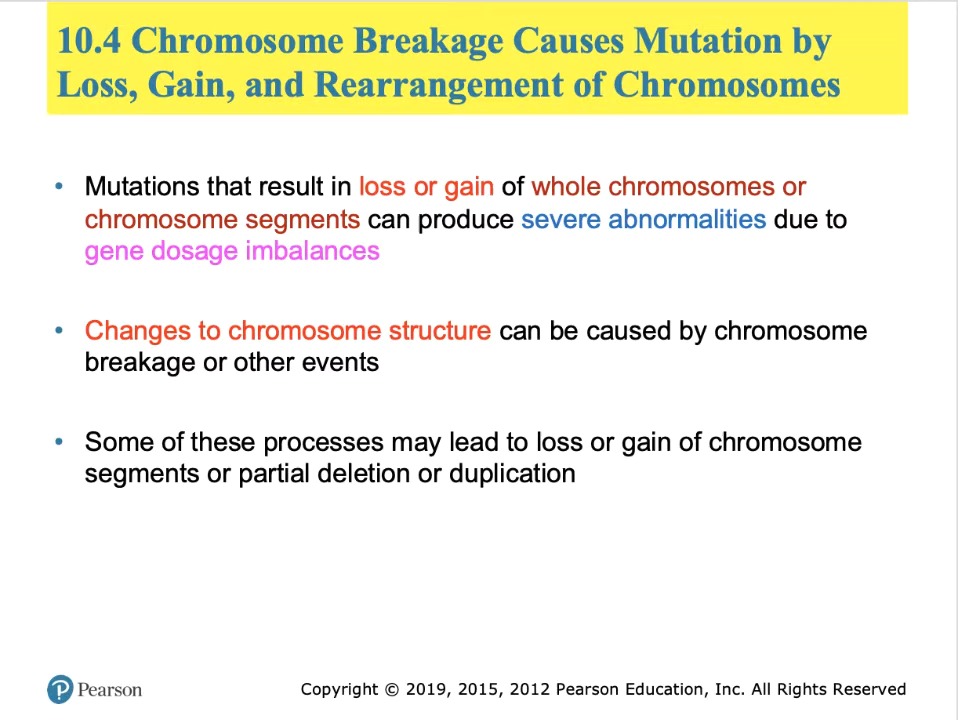 10.4 Chromosome Breakage Causes Mutation by
Loss, Gain, and Rearrangement of Chromosomes
• Mutations that result in loss or gain of whole chromosomes or
chromosome segments can produce severe abnormalities due to
gene dosage imbalances
• Changes to chromosome structure can be caused by chromosome
breakage or other events
• Some of these processes may lead to loss or gain of chromosome
segments or partial deletion or duplication
Pearson
Copyright © 2019, 2015, 2012 Pearson Education, Inc. All Rights Reserved